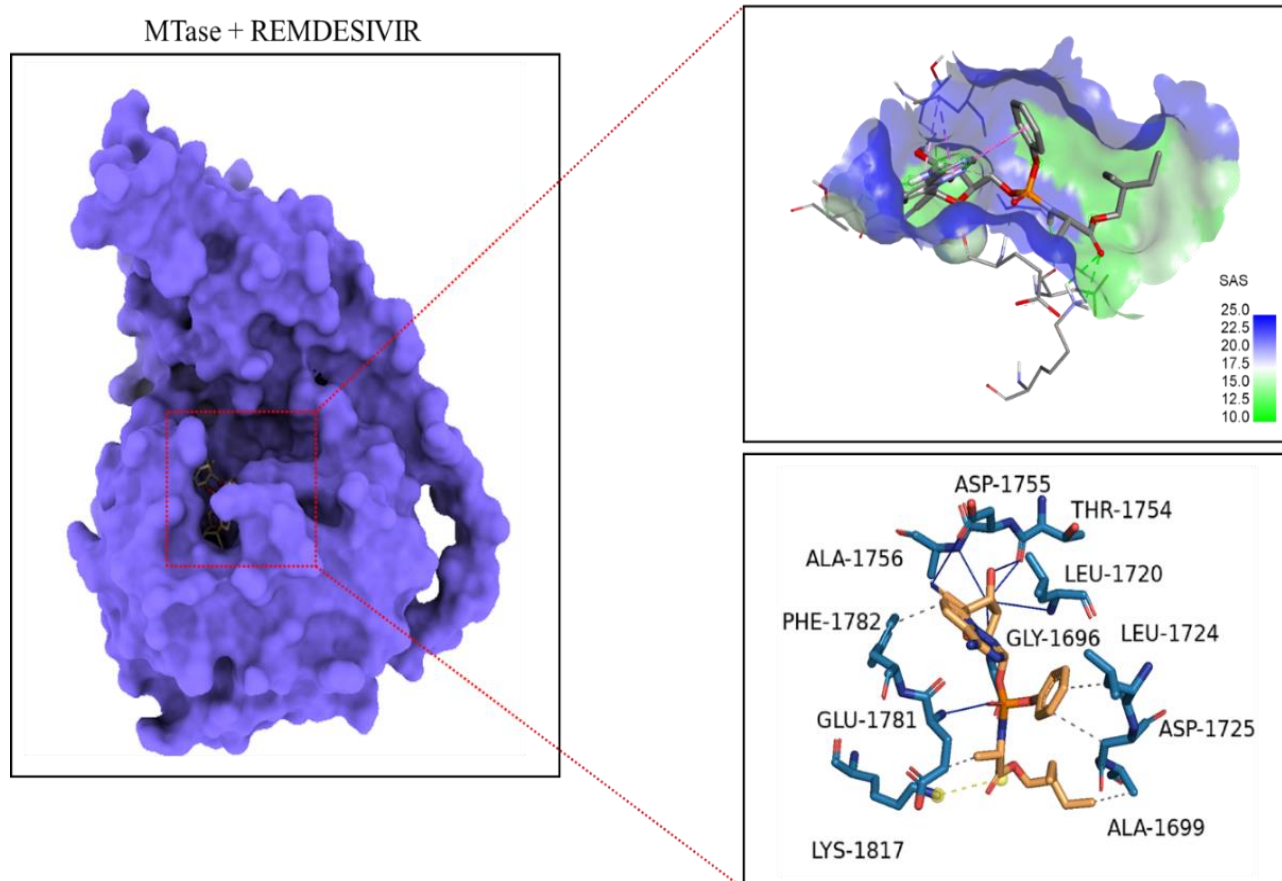 MTase + REMDESIVIR
SAS
25.0
22.5
20.0
17.5
15.0
12.5
10.0
ASP-1755
THR-1754
ALA-1756
LEU-1720
PHE-1782
GLY-1696
LEU-1724
GLU-1781
ASP-1725
ALA-1699
LYS-1817